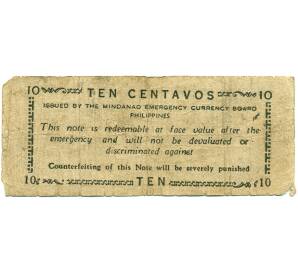 10 TEN CENTAVOS 10
ISSUED BY THE MINDANAO EMERGENCY CURRENCY BOARD
PHILIPPINES
This note is redeemable at face value after the
emergency and will not be devaluated or
discriminated against
Counterfeiting of this Note will be severely punished
10 TEN 10